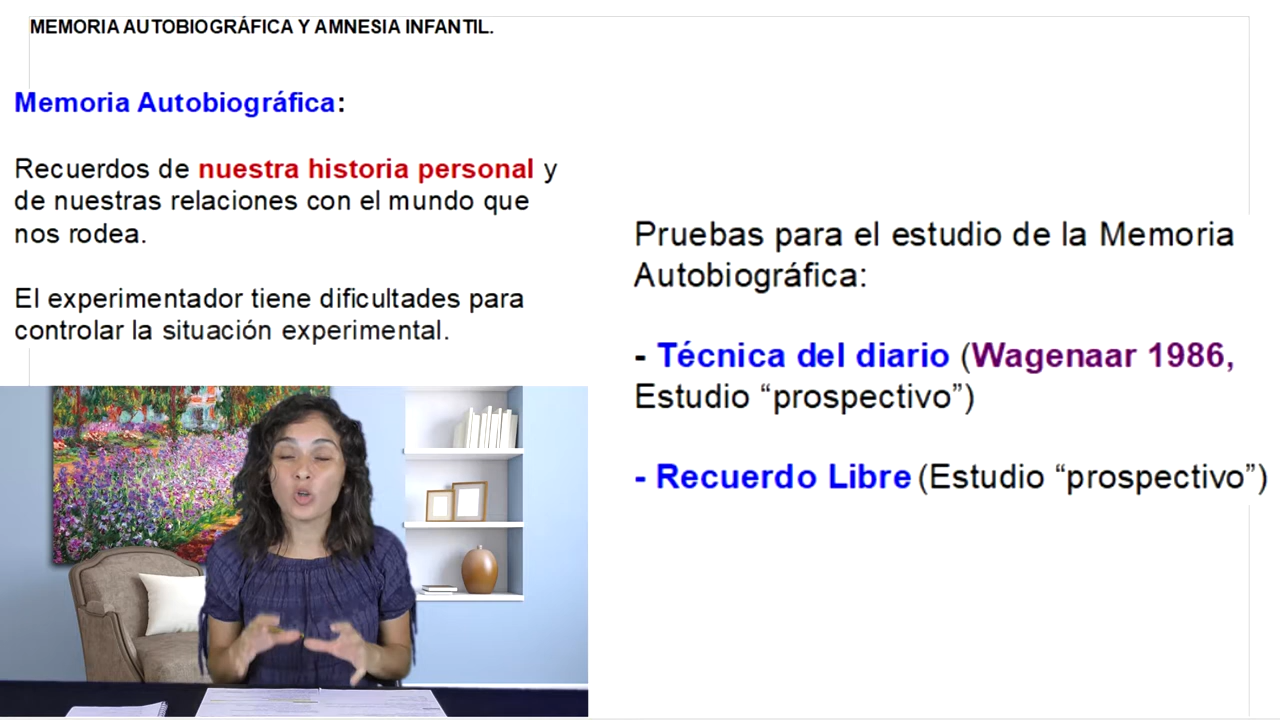 MEMORIA AUTOBIOGRÁFICA Y AMNESIA INFANTIL.
Memoria Autobiográfica:
Recuerdos de nuestra historia personal y
de nuestras relaciones con el mundo que
nos rodea.
El experimentador tiene dificultades para
controlar la situación experimental.
Pruebas para el estudio de la Memoria
Autobiográfica:
- Técnica del diario (Wagenaar 1986,
Estudio “prospectivo”)
- Recuerdo Libre (Estudio “prospectivo”)